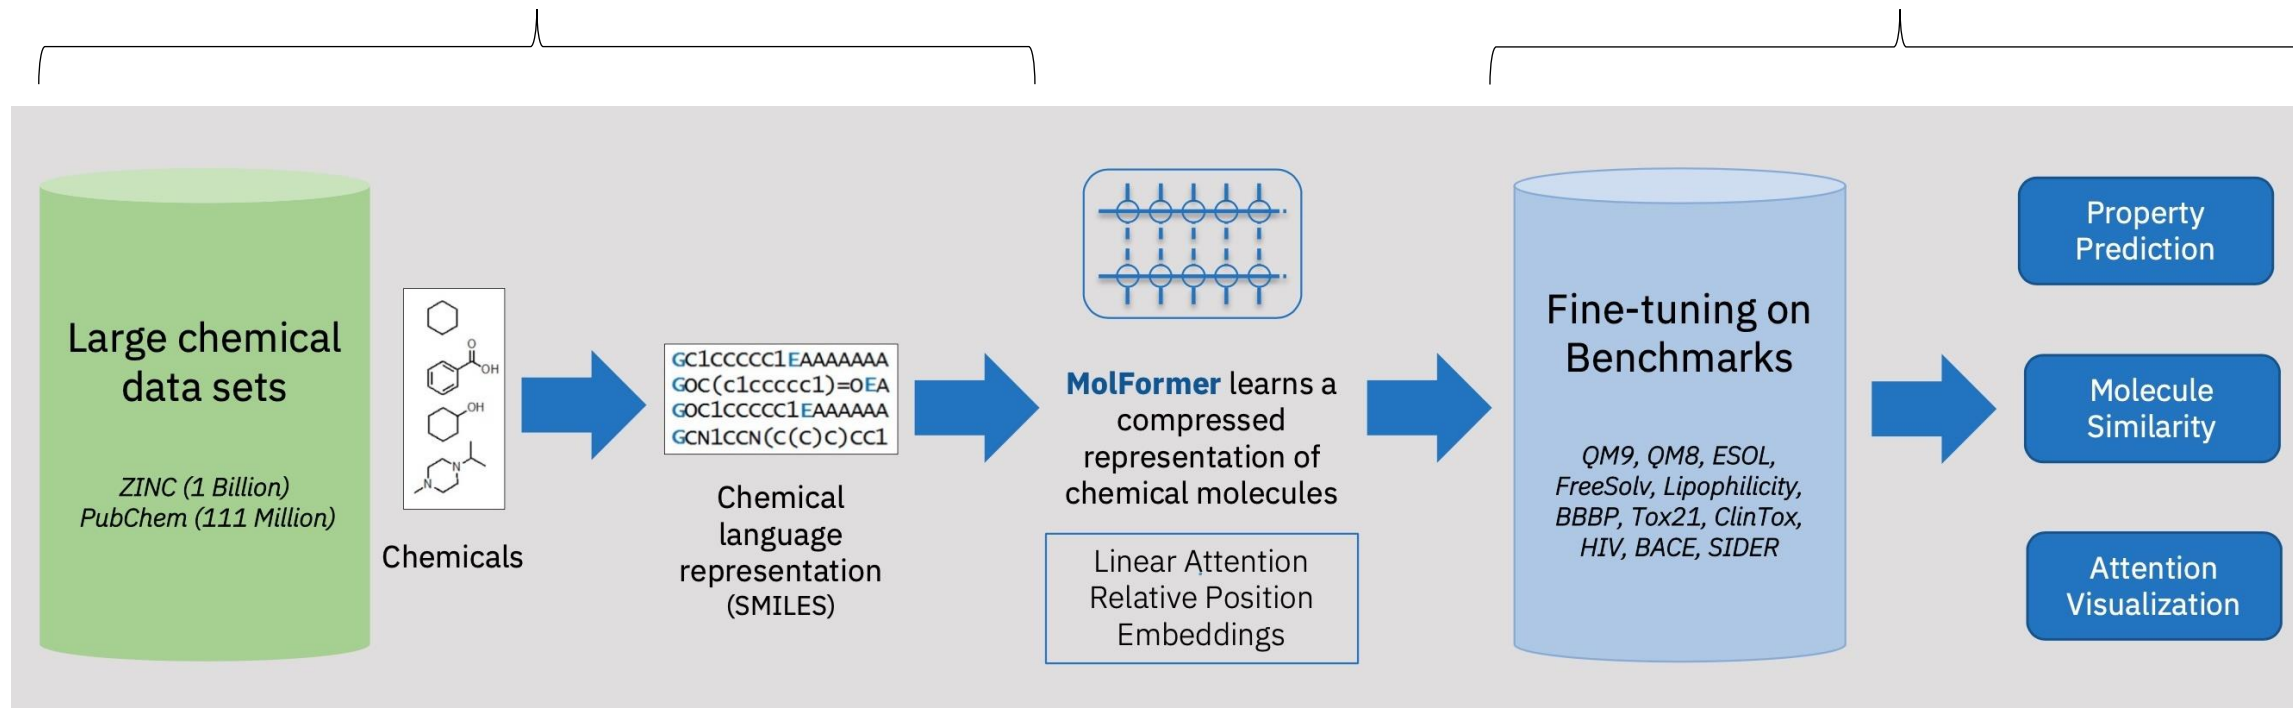 Large chemical
data sets
ZINC (1 Billion)
PubChem (111 Million)
O
OH
OH
N
N
Chemicals
GC1CCCCC1EAAAAAAA
GOC(c1ccccc1)=OEA
GOC1CCCCC1EAAAAAA
GCN1CCN(C(C)C)CC1
Chemical
language
representation
(SMILES)
MolFormer learns a
compressed
representation of
chemical molecules
Linear Attention
Relative Position
Embeddings
Fine-tuning on
Benchmarks
QM9, QM8, ESOL,
FreeSolv, Lipophilicity,
BBBP, Tox21, ClinTox,
HIV, BACE, SIDER
Property
Prediction
Molecule
Similarity
Attention
Visualization